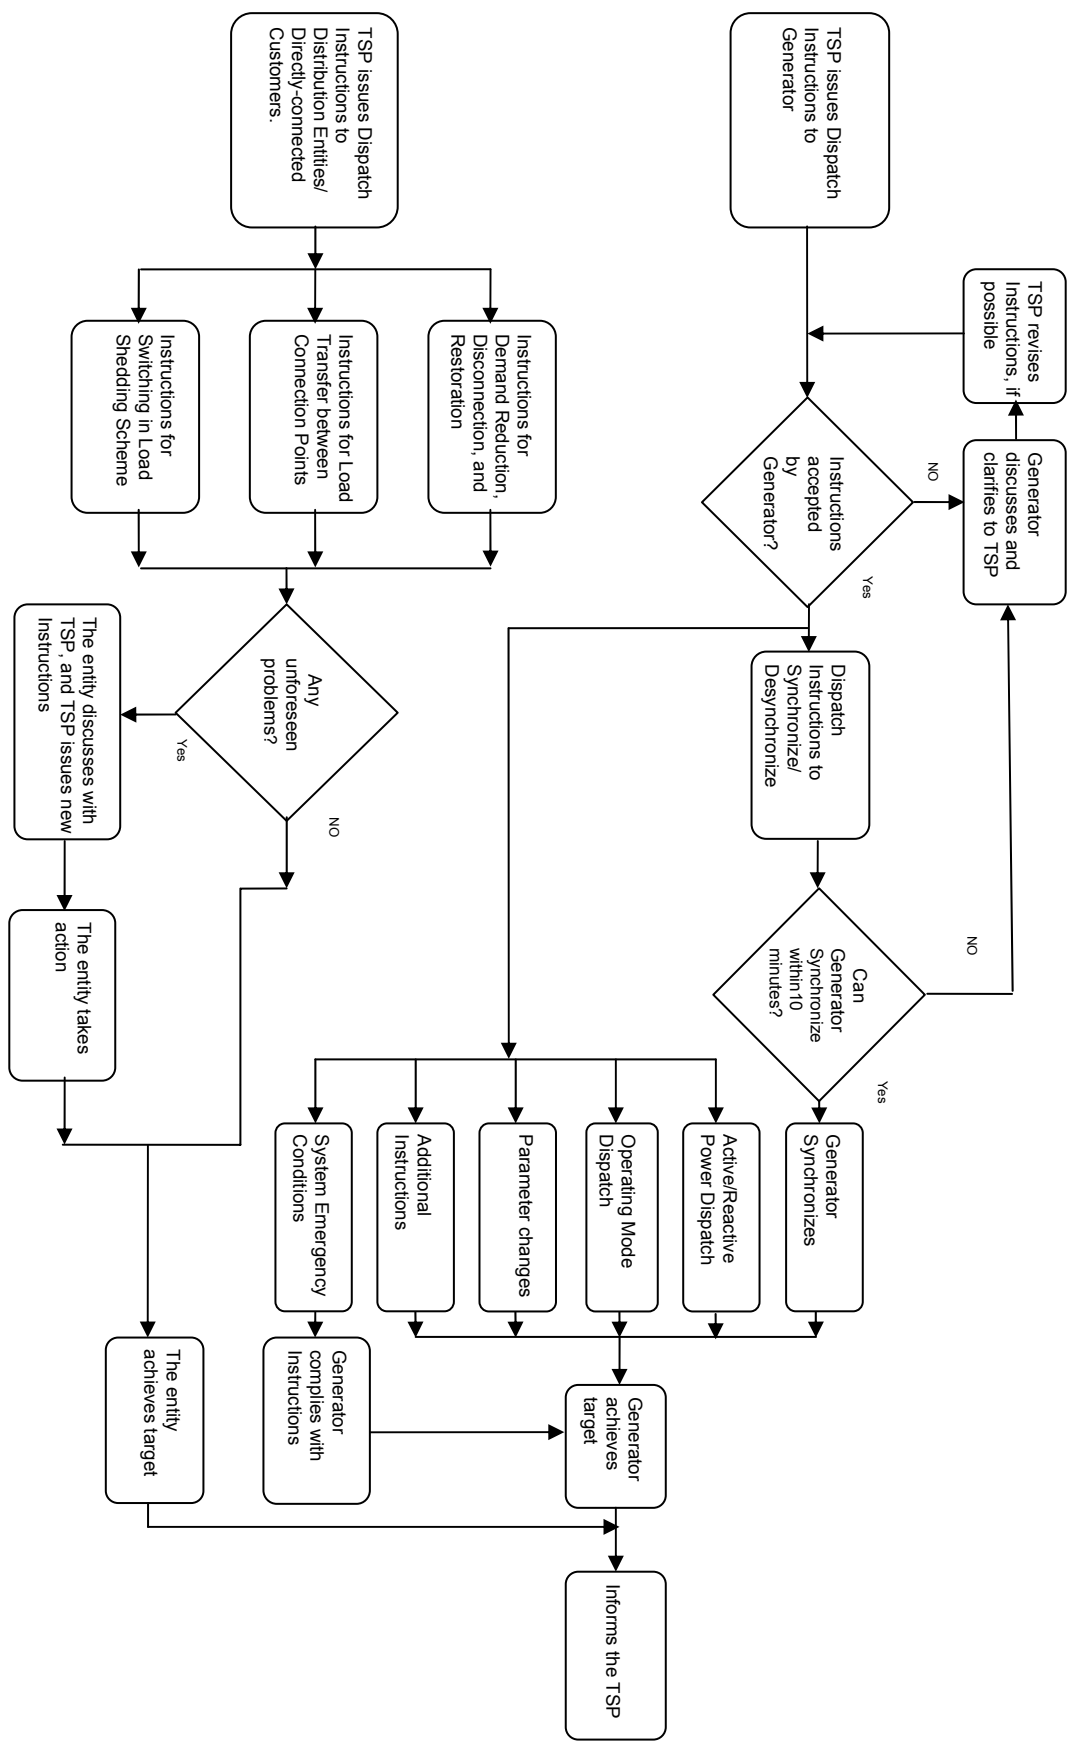 TSP issues Dispatch
Instructions to
Generator
TSP revises
Instructions, if
possible
Generator
discusses and
clarifies to TSP
NO
Instructions
accepted
by
Generator?
Yes
Dispatch
Instructions to
Synchronize/
Desynchronize
NO
Can
Generator
Synchronize
within10
minutes?
Yes
Generator
Synchronizes
Active/Reactive
Power Dispatch
Operating Mode
Dispatch
Parameter changes
Additional
Instructions
System Emergency
Conditions
Generator
complies with
Instructions
Generator
achieves
target
Informs the TSP
TSP issues Dispatch
Instructions to
Distribution Entities/
Directly-connected
Customers.
Instructions for
Demand Reduction,
Disconnection, and
Restoration
Instructions for Load
Transfer between
Connection Points
Instructions for
Switching in Load
Shedding Scheme
Any
unforeseen
problems?
NO
Yes
The entity discusses with
TSP, and TSP issues new
Instructions
The entity takes
action
The entity
achieves target